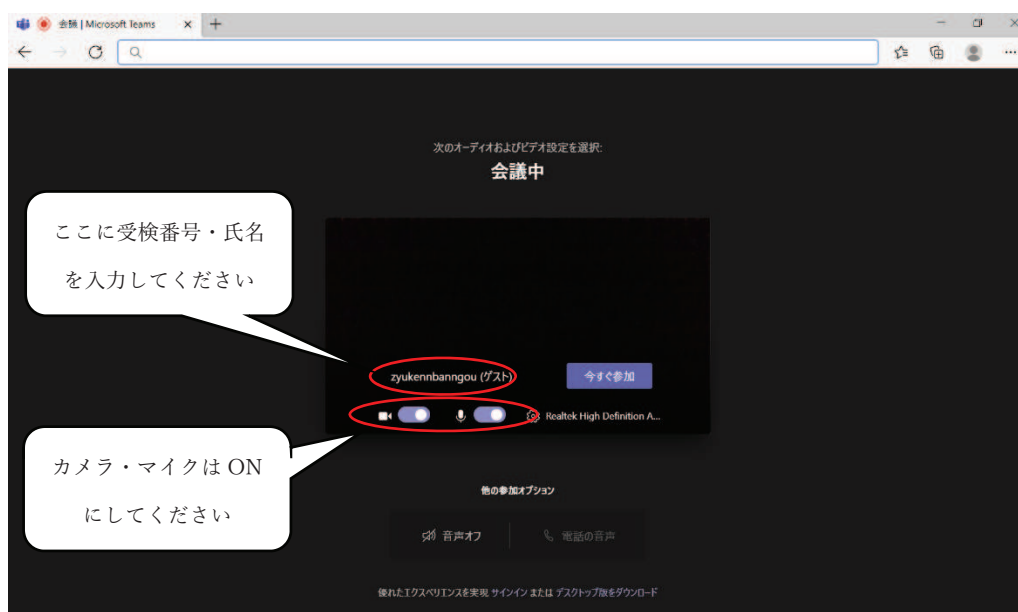 会議 | Microsoft Teams
次のオーディオおよびビデオ設定を選択:
会議中
ここに受検番号・氏名
を入力してください
zyukennbanngou (ゲスト)
今すぐ参加
Realtek High Definition A...
カメラ・マイクは ON
にしてください
他の参加オプション
音声オフ
電話の音声
優れたエクスペリエンスを実現 サインイン または デスクトップ版をダウンロード